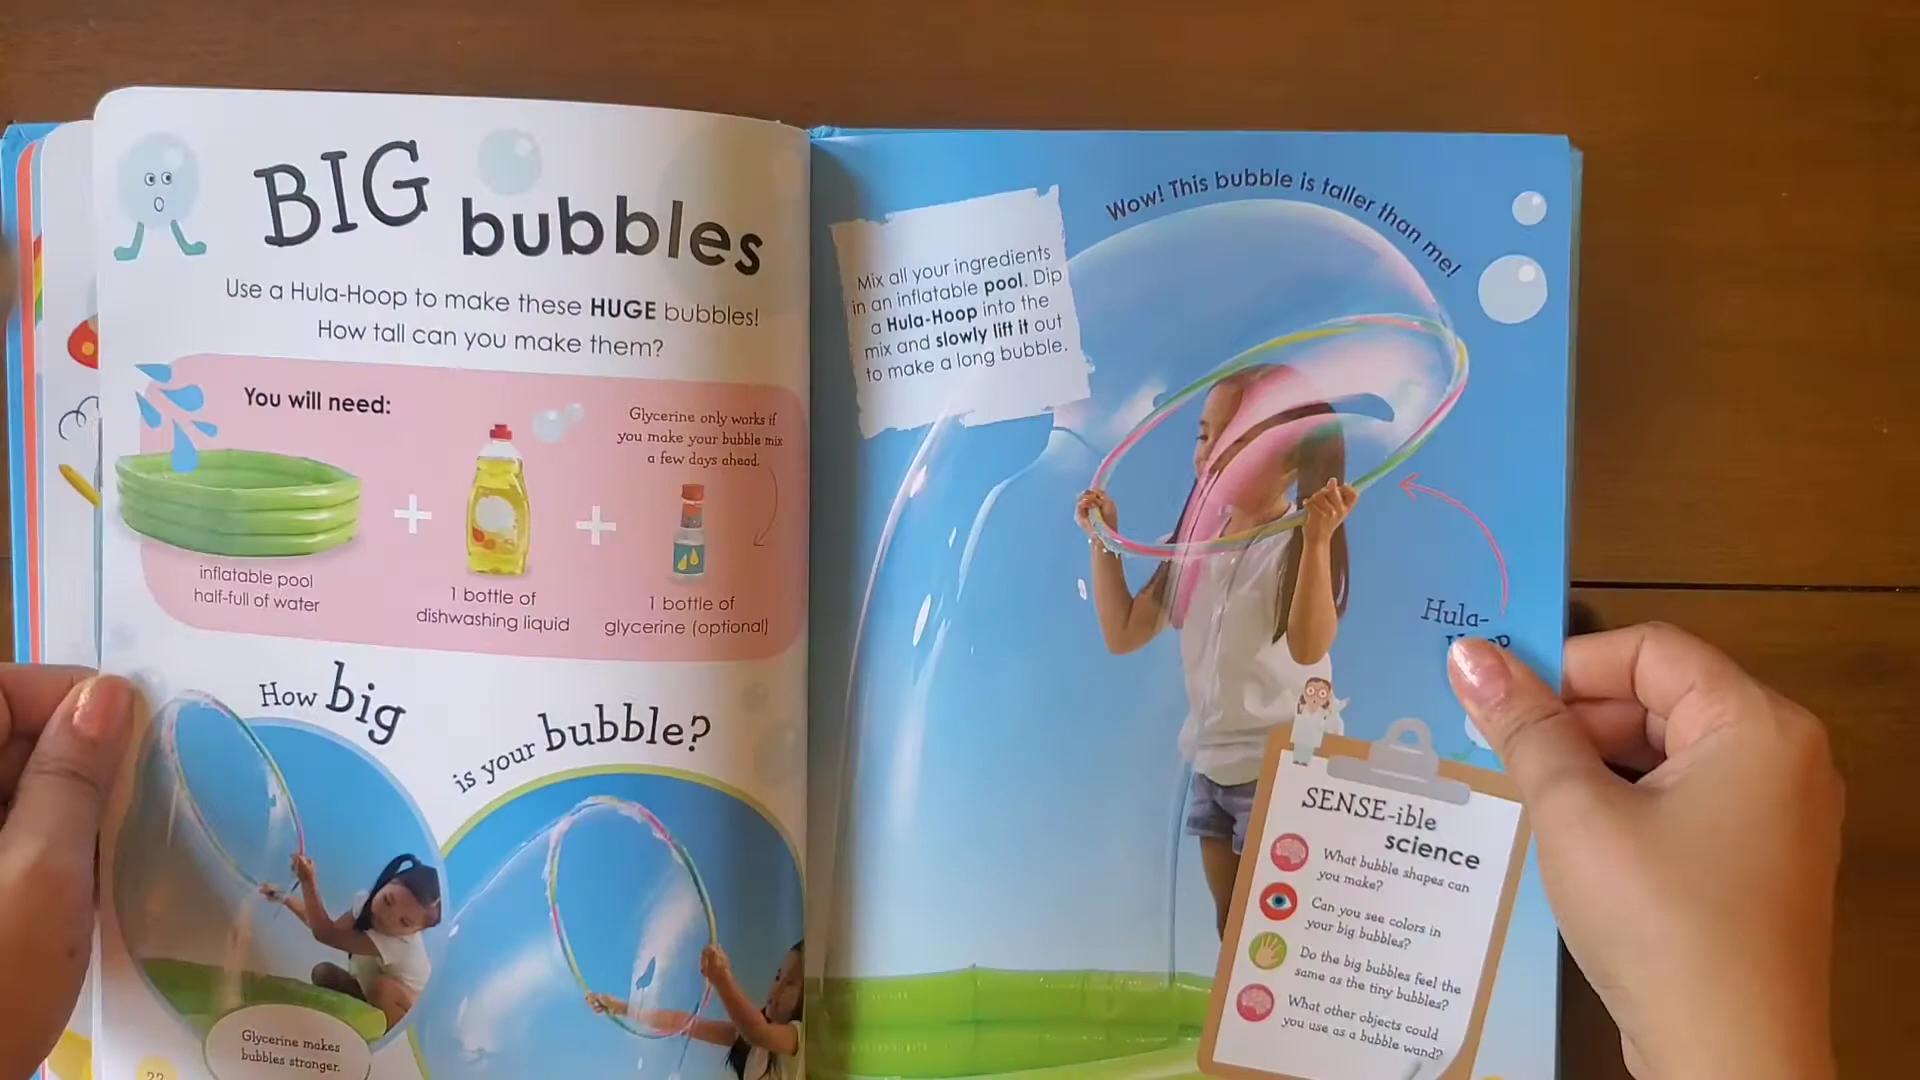 BIG
bubbles
Use a Hula-Hoop to make these HUGE bubbles!
How tall can you make them?
You will need:
Glycerine only works if
you make your bubble mix
a few days ahead.
inflatable pool
half-full of water
1 bottle of
dishwashing liquid
1 bottle of
glycerine (optional)
How big
is your bubble?
Glycerine makes
bubbles stronger.
Mix all your ingredients
in an inflatable pool. Dip
a Hula-Hoop into the
mix and slowly lift it out
to make a long bubble.
Wow! This bubble is taller than me!
Hula-
SENSE-ible
science
What bubble shapes can
you make?
Can you see colors in
your big bubbles?
Do the big bubbles feel the
same as the tiny bubbles?
What other objects could
you use as a bubble wand?